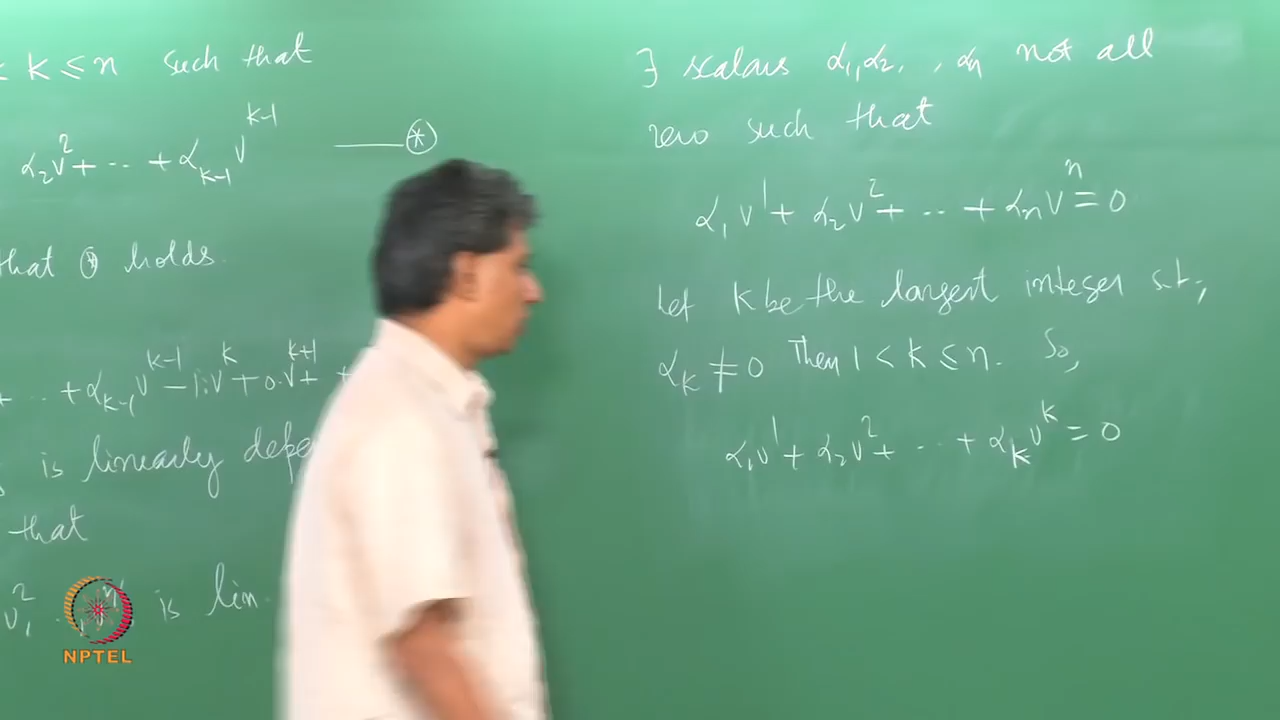 k ≤ n such that
α₂v² + ·· + α_{k-1} v^{k-1} —— ⊛
that ⊛ holds.
·· + α_{k-1} v^{k-1} - 1·v^k + 0·v^{k+1} +
is linearly depe
that
v² is lin.
NPTEL
∃ scalars α₁, α₂, , αₙ not all
zero such that
α₁v¹ + α₂v² + ·· + αₙvⁿ = 0
Let k be the largest integer s.t.,
α_k ≠ 0 Then 1 < k ≤ n. So,
α₁v¹ + α₂v² + ··· + α_k v^k = 0